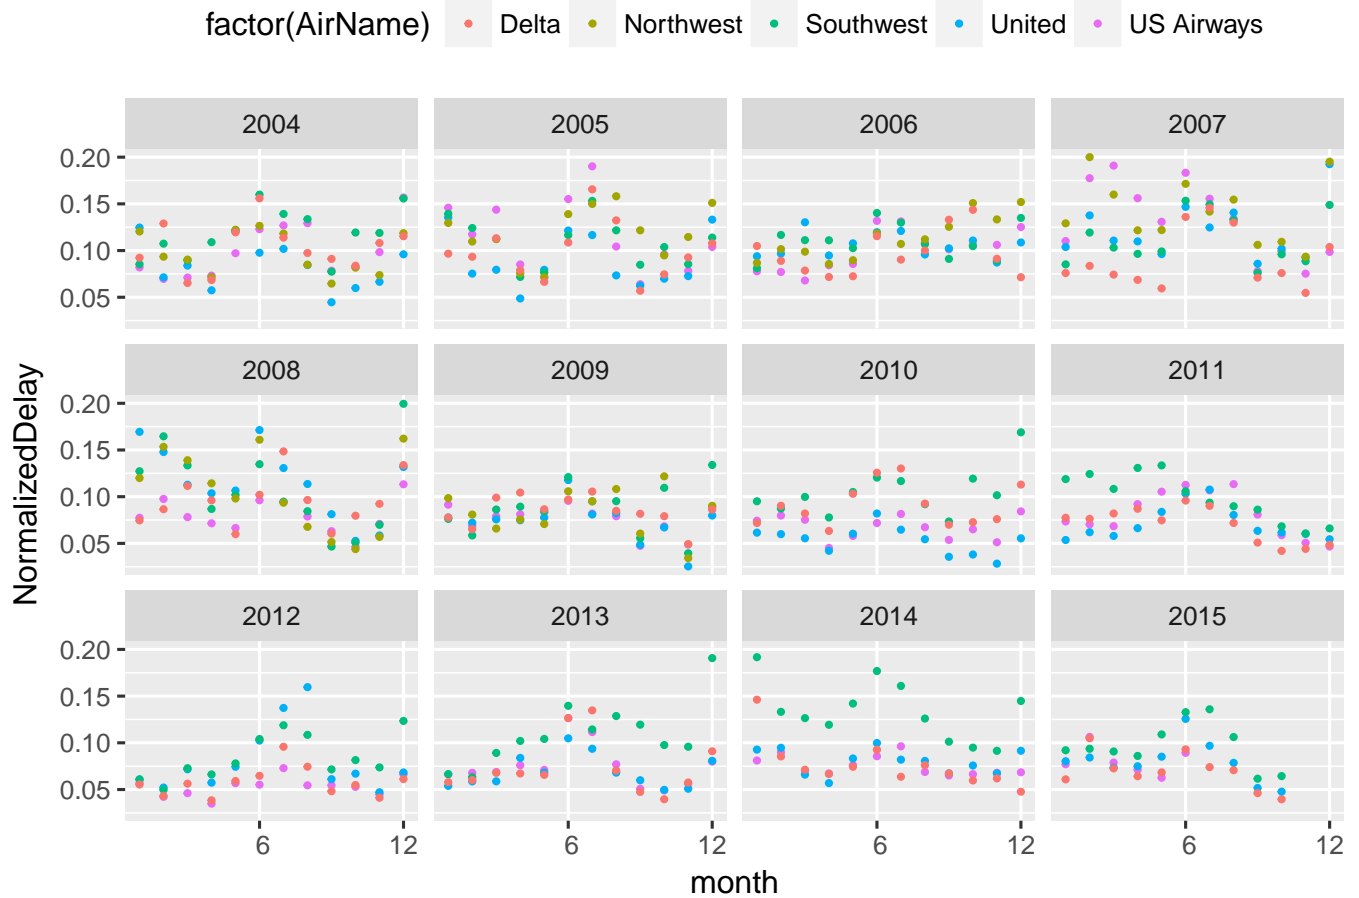 factor(AirName) Delta Northwest Southwest United US Airways
2004 2005 2006 2007
0.20
0.15
0.10
0.05
2008 2009 2010 2011
0.20
0.15
0.10
0.05
2012 2013 2014 2015
0.20
0.15
0.10
0.05
6 12 6 12 6 12 6 12
month
NormalizedDelay